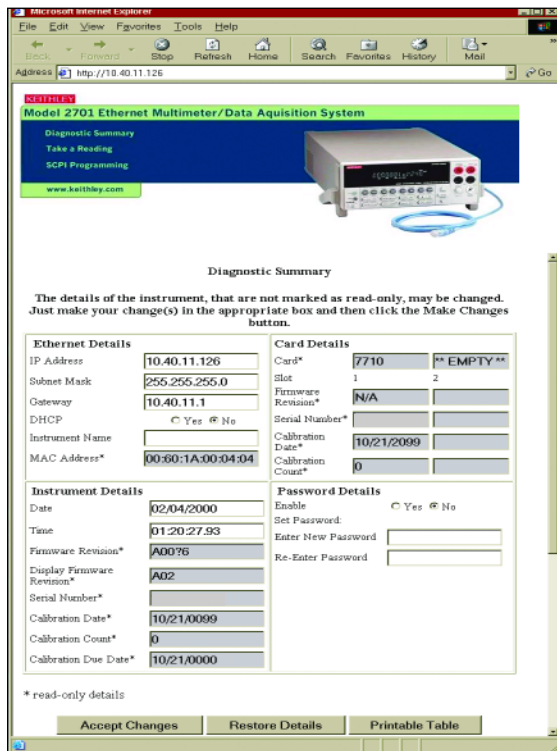 Microsoft Internet Explorer
File Edit View Favorites Tools Help
Back Forward Stop Refresh Home Search Favorites History Mail
Address http://10.40.11.126 Go
KEITHLEY
Model 2701 Ethernet Multimeter/Data Aquisition System
Diagnostic Summary
Take a Reading
SCPI Programming
www.keithley.com
Diagnostic Summary
The details of the instrument, that are not marked as read-only, may be changed.
Just make your change(s) in the appropriate box and then click the Make Changes
button.
Ethernet Details
IP Address 10.40.11.126
Subnet Mask 255.255.255.0
Gateway 10.40.11.1
DHCP Yes No
Instrument Name
MAC Address* 00:60:1A:00:04:04
Card Details
Card* 7710 ** EMPTY **
Slot 1 2
Firmware
Revision* N/A
Serial Number*
Calibration
Date* 10/21/2099
Calibration
Count* 0
Instrument Details
Date 02/04/2000
Time 01:20:27.93
Firmware Revision* A00?6
Display Firmware
Revision* A02
Serial Number*
Calibration Date* 10/21/0099
Calibration Count* 0
Calibration Due Date* 10/21/0000
Password Details
Enable Yes No
Set Password:
Enter New Password
Re-Enter Password
* read-only details
Accept Changes Restore Details Printable Table